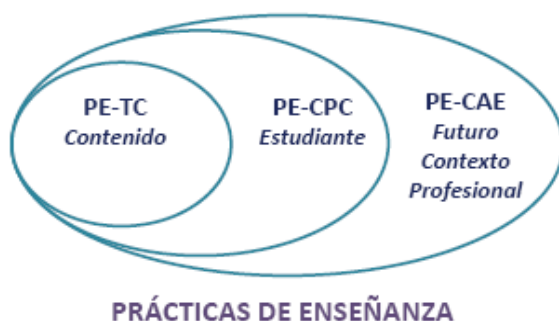 PE-TC
Contenido
PE-CPC
Estudiante
PE-CAE
Futuro
Contexto
Profesional
PRÁCTICAS DE ENSEÑANZA